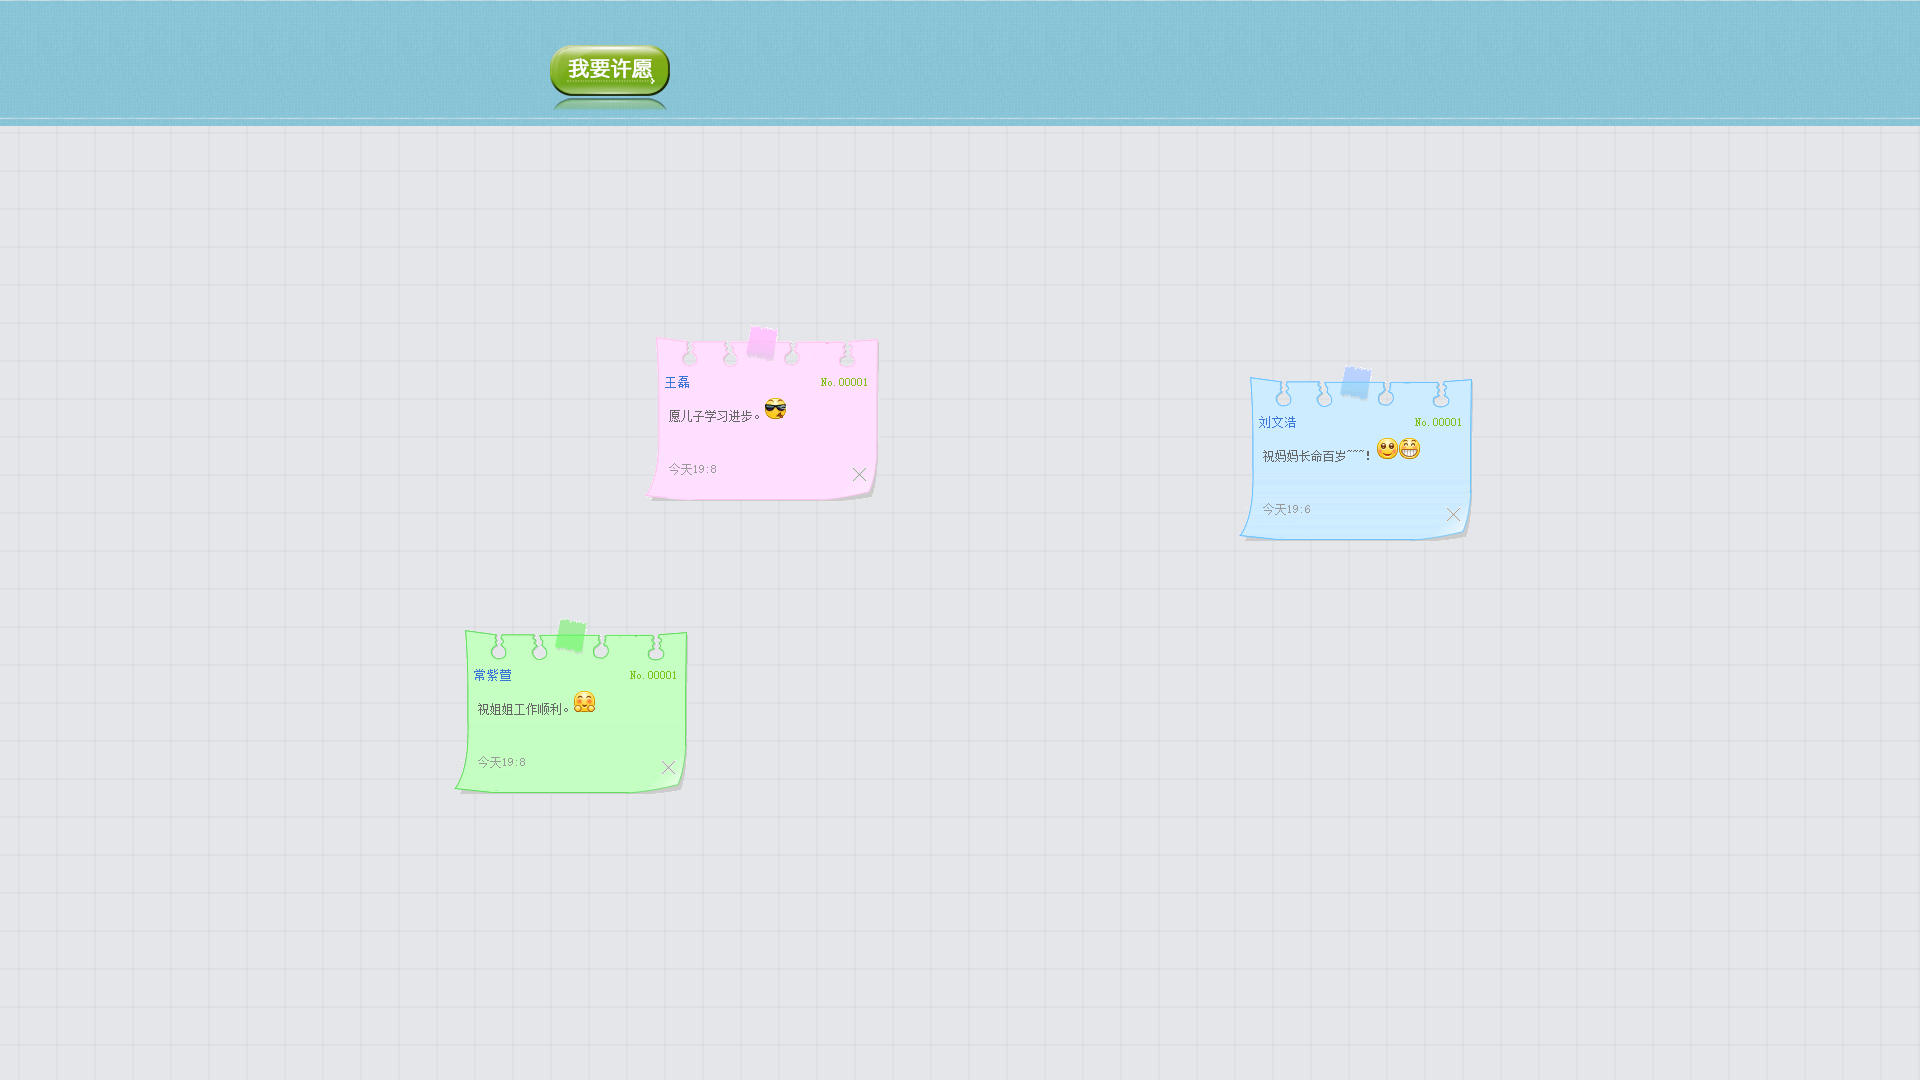 我要许愿
王磊 No.00001
愿儿子学习进步。
今天19:8
刘文浩 No.00001
祝妈妈长命百岁~~~!
今天19:6
常紫萱 No.00001
祝姐姐工作顺利。
今天19:8